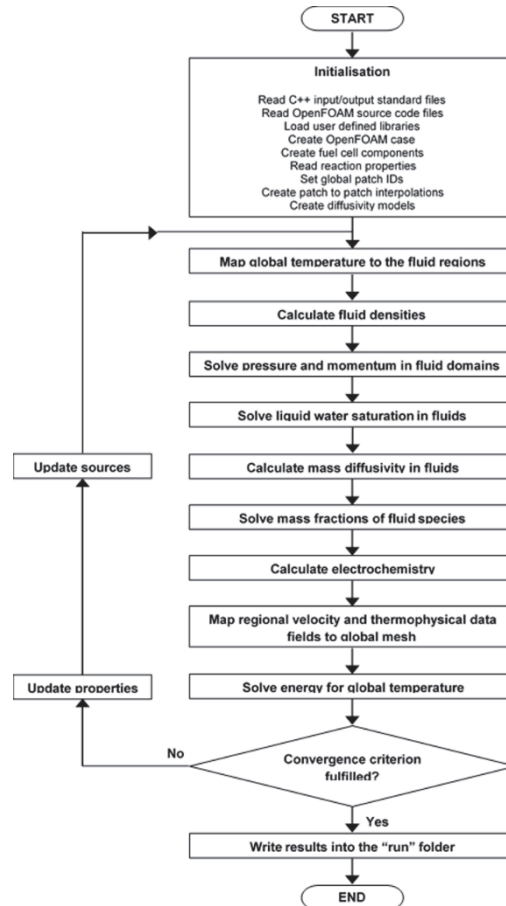 START
Initialisation
Read C++ input/output standard files
Read OpenFOAM source code files
Load user defined libraries
Create OpenFOAM case
Create fuel cell components
Read reaction properties
Set global patch IDs
Create patch to patch interpolations
Create diffusivity models
Map global temperature to the fluid regions
Calculate fluid densities
Solve pressure and momentum in fluid domains
Solve liquid water saturation in fluids
Update sources
Calculate mass diffusivity in fluids
Solve mass fractions of fluid species
Calculate electrochemistry
Map regional velocity and thermophysical data
fields to global mesh
Update properties
Solve energy for global temperature
No
Convergence criterion
fulfilled?
Yes
Write results into the “run” folder
END